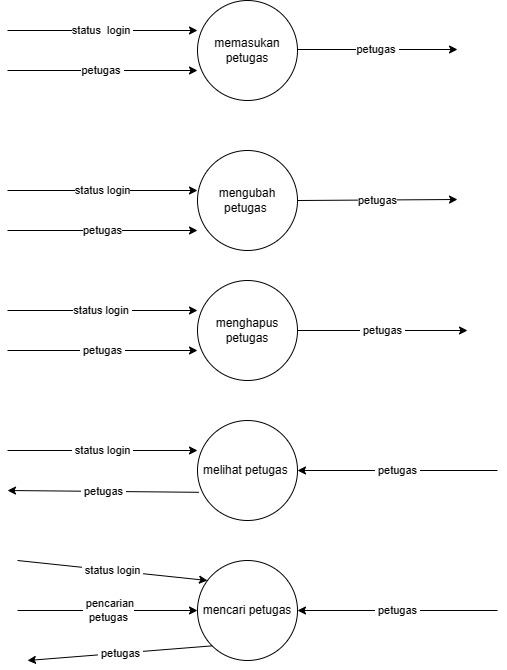 status login
memasukan
petugas
petugas
petugas
status login
mengubah
petugas
petugas
petugas
status login
menghapus
petugas
petugas
petugas
status login
melihat petugas
petugas
petugas
status login
pencarian
petugas
mencari petugas
petugas
petugas